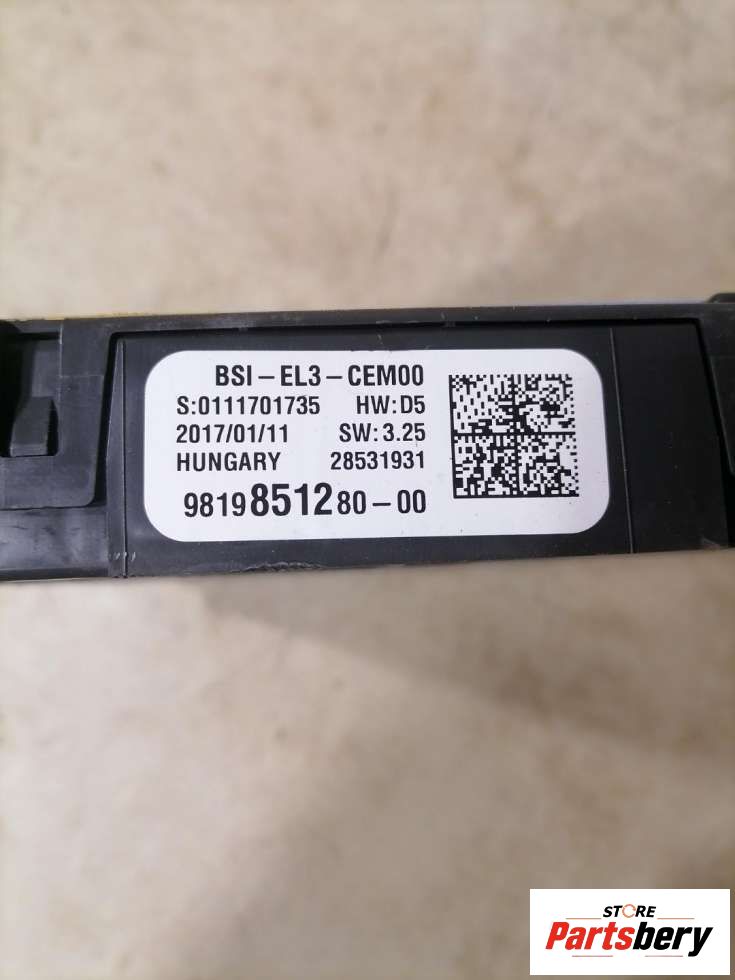 BSI-EL3-CEM00
S:0111701735 HW:D5
2017/01/11 SW:3.25
HUNGARY 28531931
9819851280-00
STORE
Partsbery